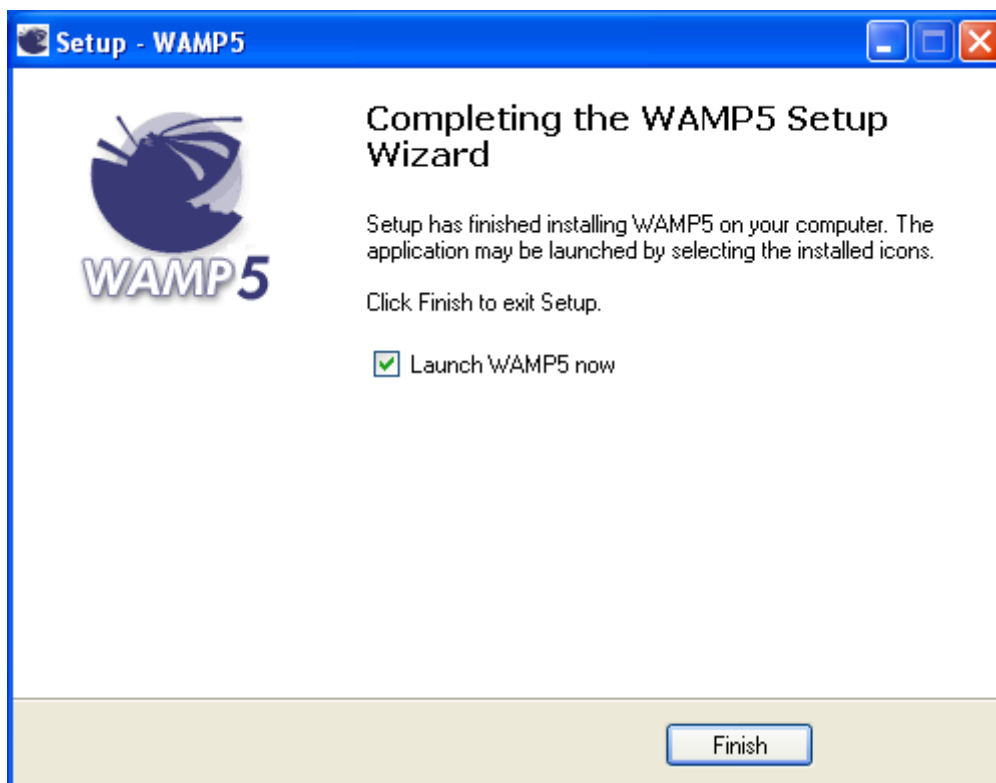 Setup - WAMP5
WAMP5
Completing the WAMP5 Setup
Wizard
Setup has finished installing WAMP5 on your computer. The
application may be launched by selecting the installed icons.
Click Finish to exit Setup.
Launch WAMP5 now
Finish